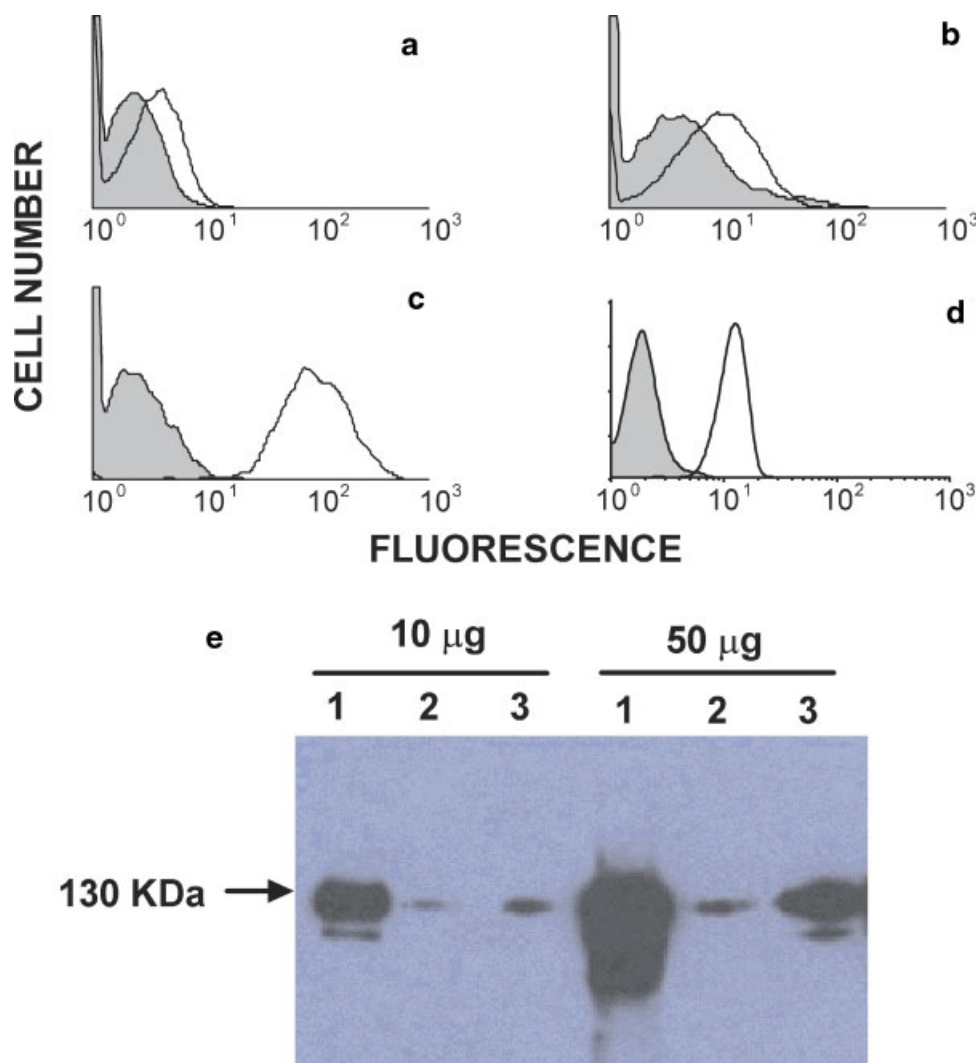 a
b
CELL NUMBER
10⁰ 10¹ 10² 10³
10⁰ 10¹ 10² 10³
c
d
10⁰ 10¹ 10² 10³
10⁰ 10¹ 10² 10³
FLUORESCENCE
e
10 μg
50 μg
1 2 3
1 2 3
130 KDa